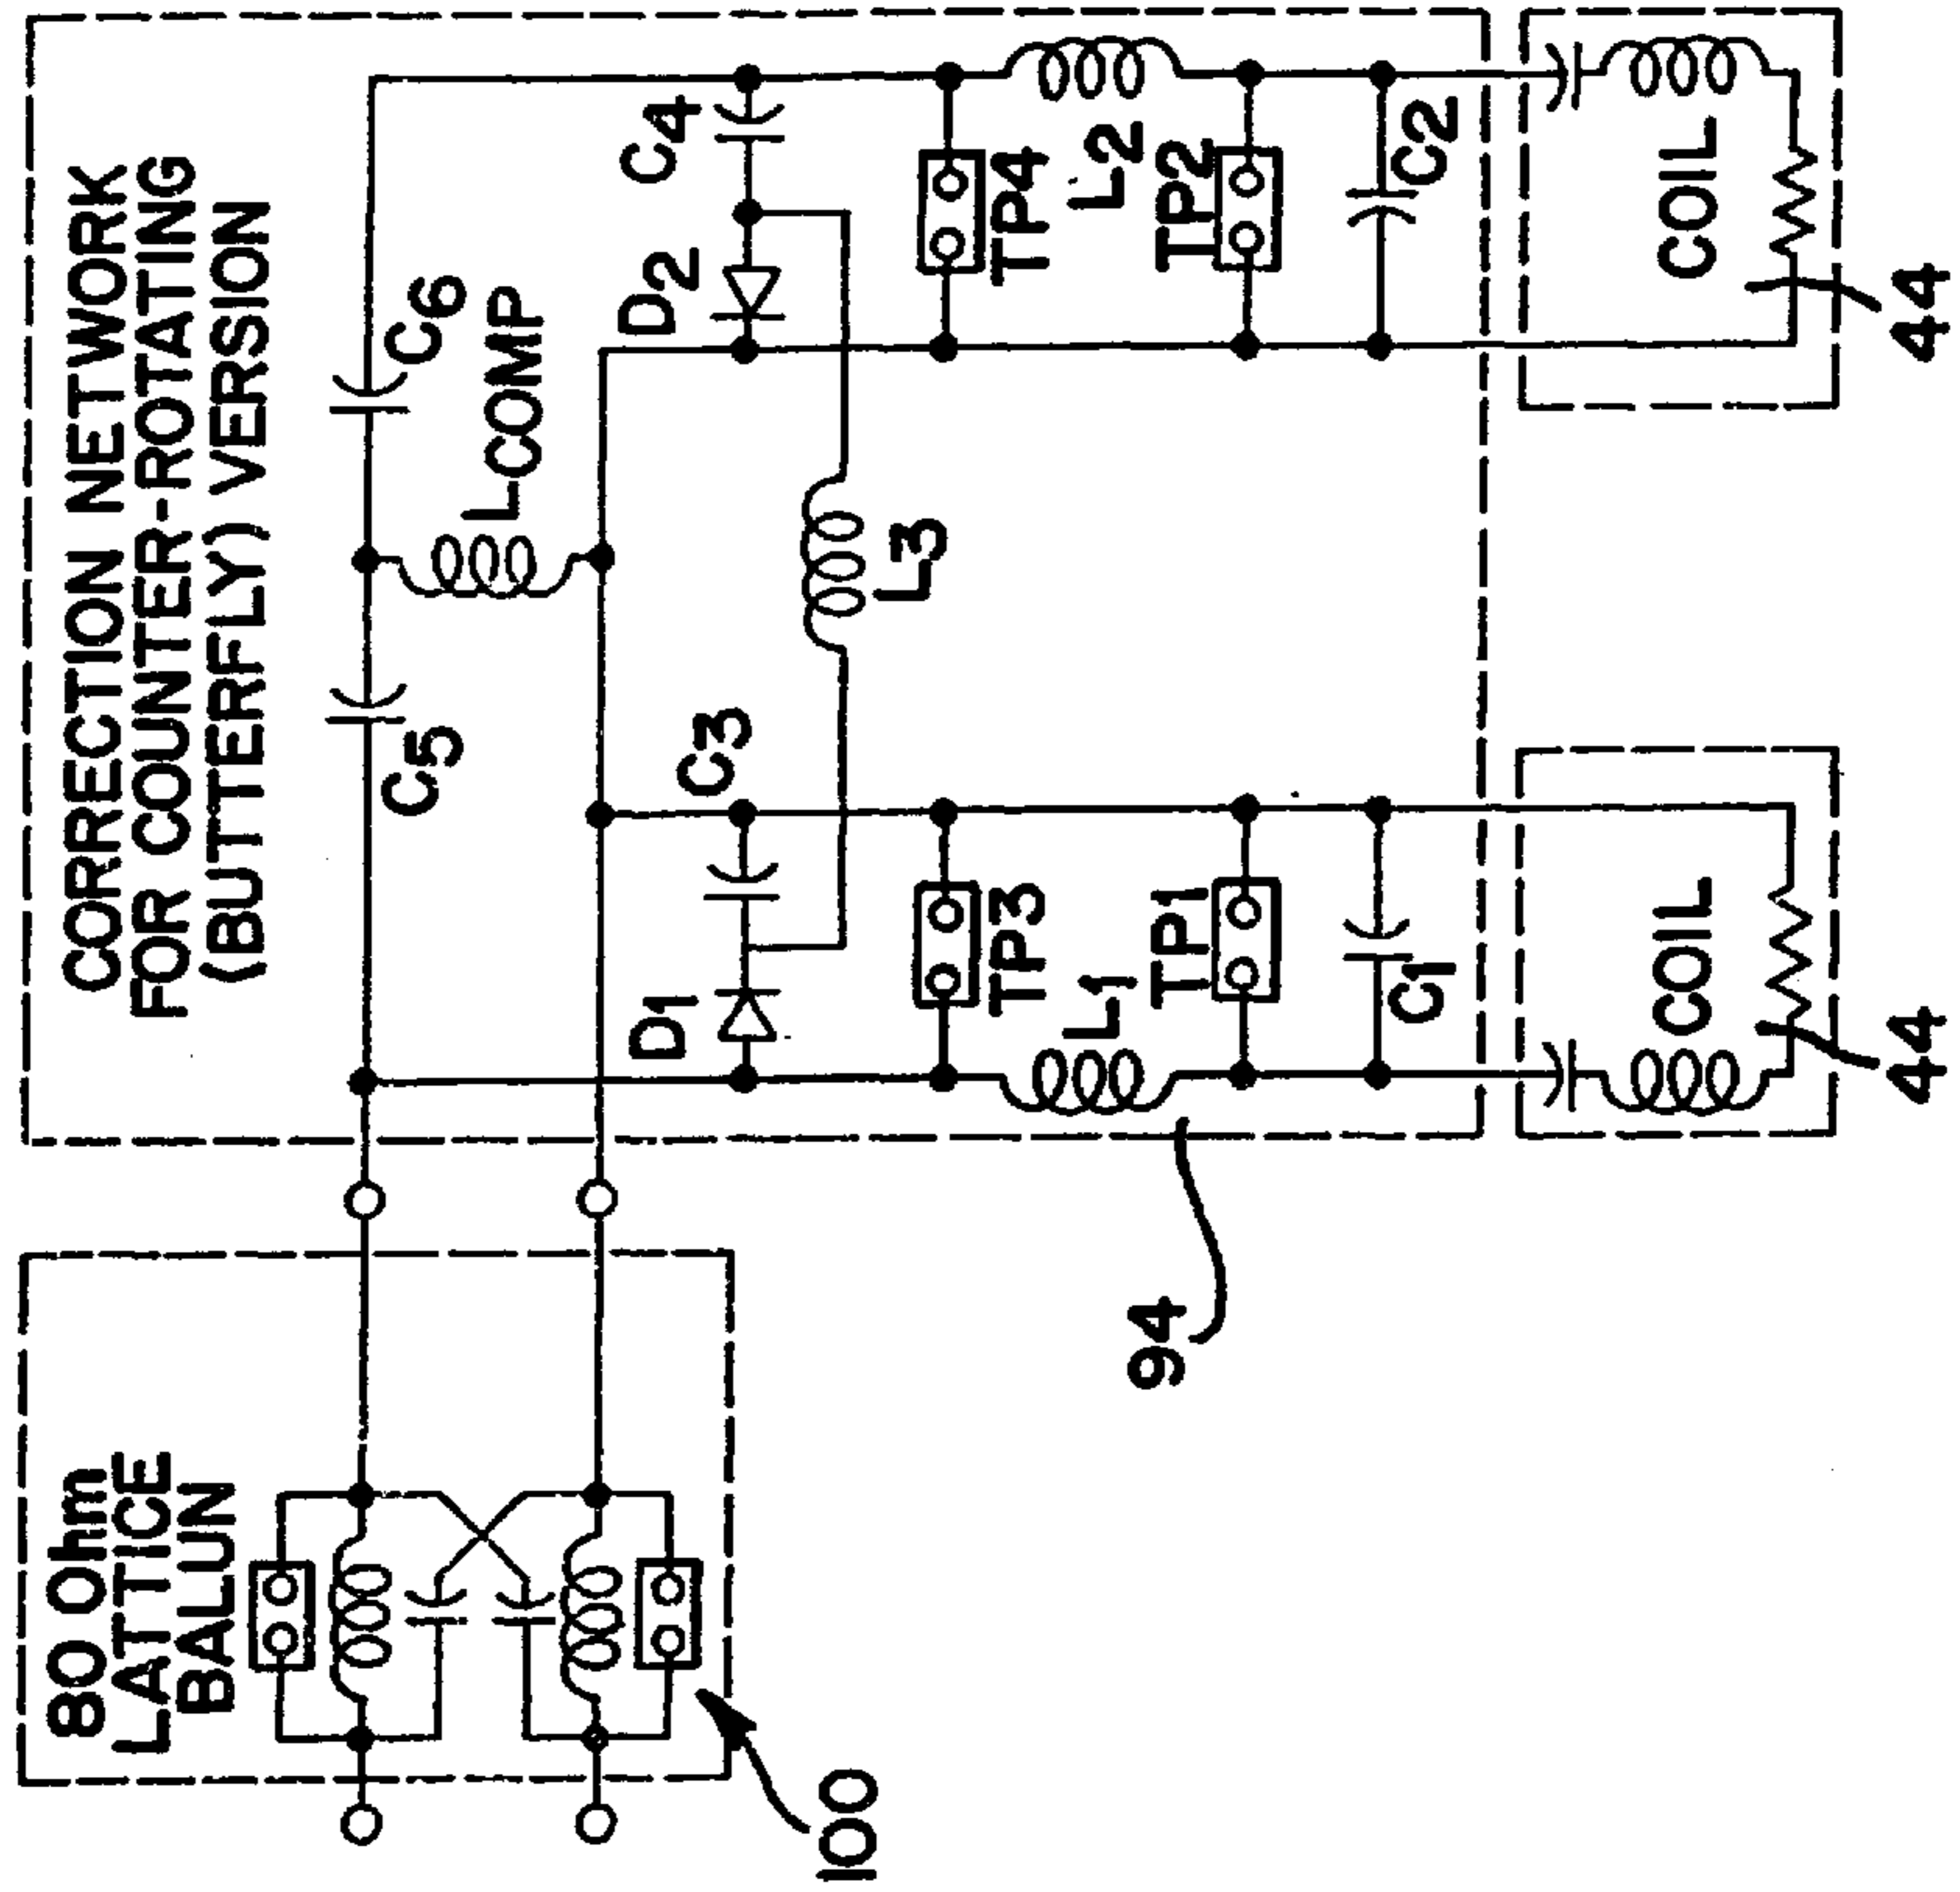 CORRECTION NETWORK
FOR COUNTER-ROTATING
(BUTTERFLY) VERSION
80 Ohm
LATTICE
BALUN
100
94
C5
C6
LCOMP
D1
C3
D2
C4
L3
TP3
TP4
L1
L2
TP1
TP2
C1
C2
COIL
COIL
44
44